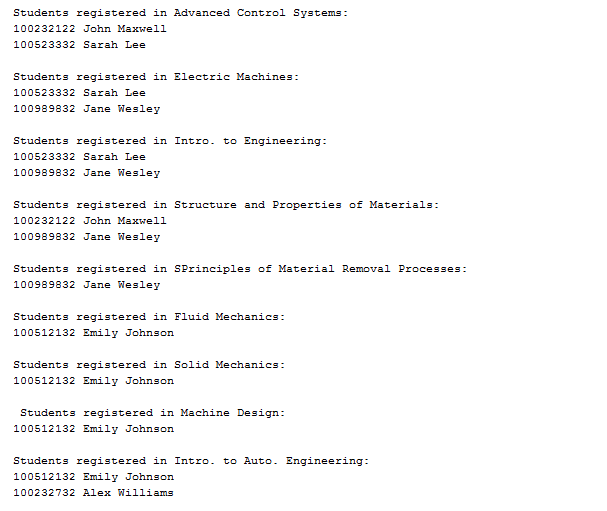 Students registered in Advanced Control Systems:
100232122 John Maxwell
100523332 Sarah Lee
Students registered in Electric Machines:
100523332 Sarah Lee
100989832 Jane Wesley
Students registered in Intro. to Engineering:
100523332 Sarah Lee
100989832 Jane Wesley
Students registered in Structure and Properties of Materials:
100232122 John Maxwell
100989832 Jane Wesley
Students registered in SPrinciples of Material Removal Processes:
100989832 Jane Wesley
Students registered in Fluid Mechanics:
100512132 Emily Johnson
Students registered in Solid Mechanics:
100512132 Emily Johnson
Students registered in Machine Design:
100512132 Emily Johnson
Students registered in Intro. to Auto. Engineering:
100512132 Emily Johnson
100232732 Alex Williams